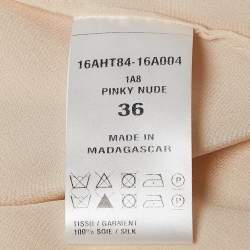 16AHT84-16A004
1A8
PINKY NUDE
36
MADE IN
MADAGASCAR
TISSU / GARMENT
100% SOIE / SILK